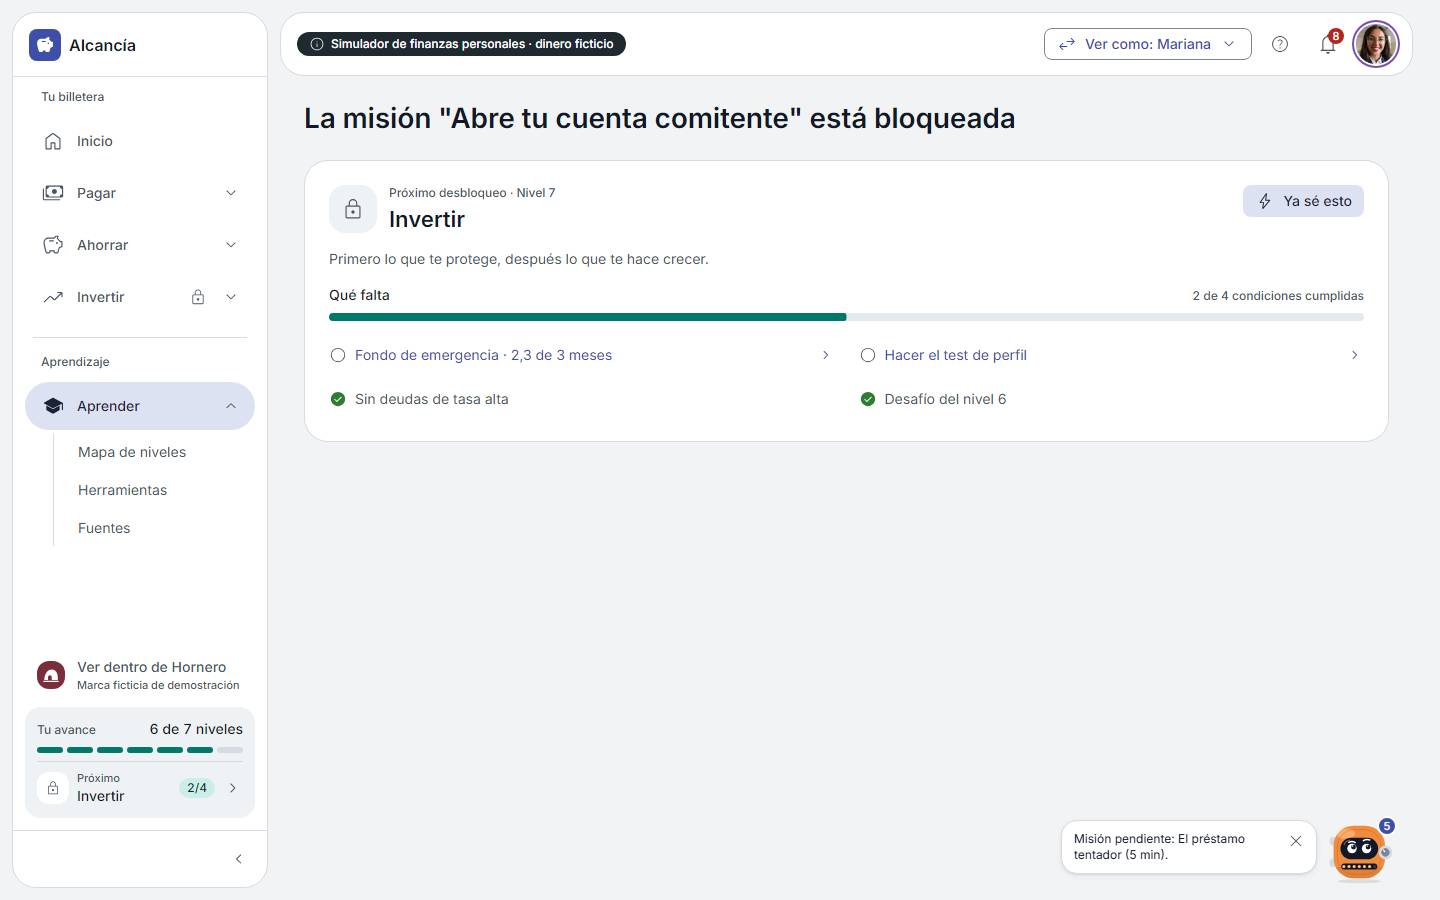 Alcancía
Tu billetera
Inicio
Pagar
Ahorrar
Invertir
Aprendizaje
Aprender
Mapa de niveles
Herramientas
Fuentes
Ver dentro de Hornero
Marca ficticia de demostración
Tu avance 6 de 7 niveles
Próximo
Invertir 2/4
Simulador de finanzas personales · dinero ficticio
Ver como: Mariana
8
La misión "Abre tu cuenta comitente" está bloqueada
Próximo desbloqueo · Nivel 7
Invertir
Ya sé esto
Primero lo que te protege, después lo que te hace crecer.
Qué falta 2 de 4 condiciones cumplidas
Fondo de emergencia · 2,3 de 3 meses
Hacer el test de perfil
Sin deudas de tasa alta
Desafío del nivel 6
Misión pendiente: El préstamo
tentador (5 min).
5